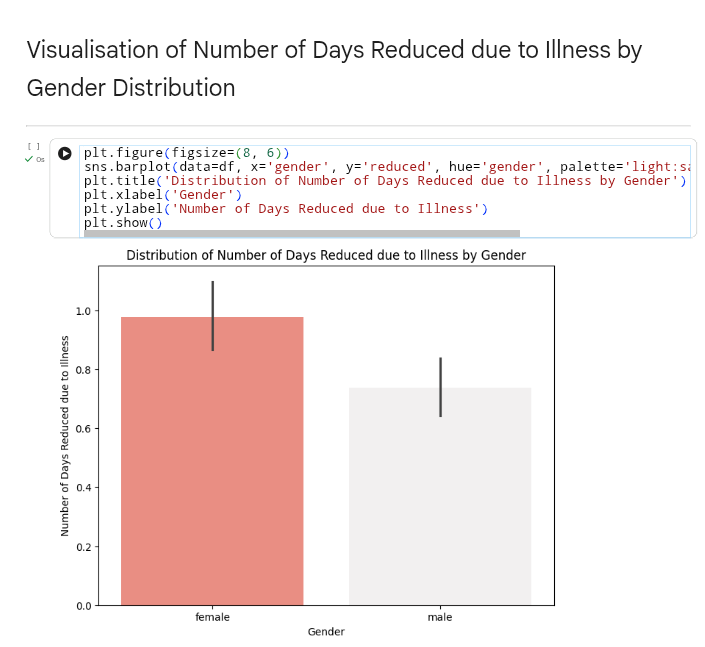 Visualisation of Number of Days Reduced due to Illness by
Gender Distribution
[ ]
0s
plt.figure(figsize=(8, 6))
sns.barplot(data=df, x='gender', y='reduced', hue='gender', palette='light:sa
plt.title('Distribution of Number of Days Reduced due to Illness by Gender')
plt.xlabel('Gender')
plt.ylabel('Number of Days Reduced due to Illness')
plt.show()
Distribution of Number of Days Reduced due to Illness by Gender
Number of Days Reduced due to Illness
1.0
0.8
0.6
0.4
0.2
0.0
female
male
Gender